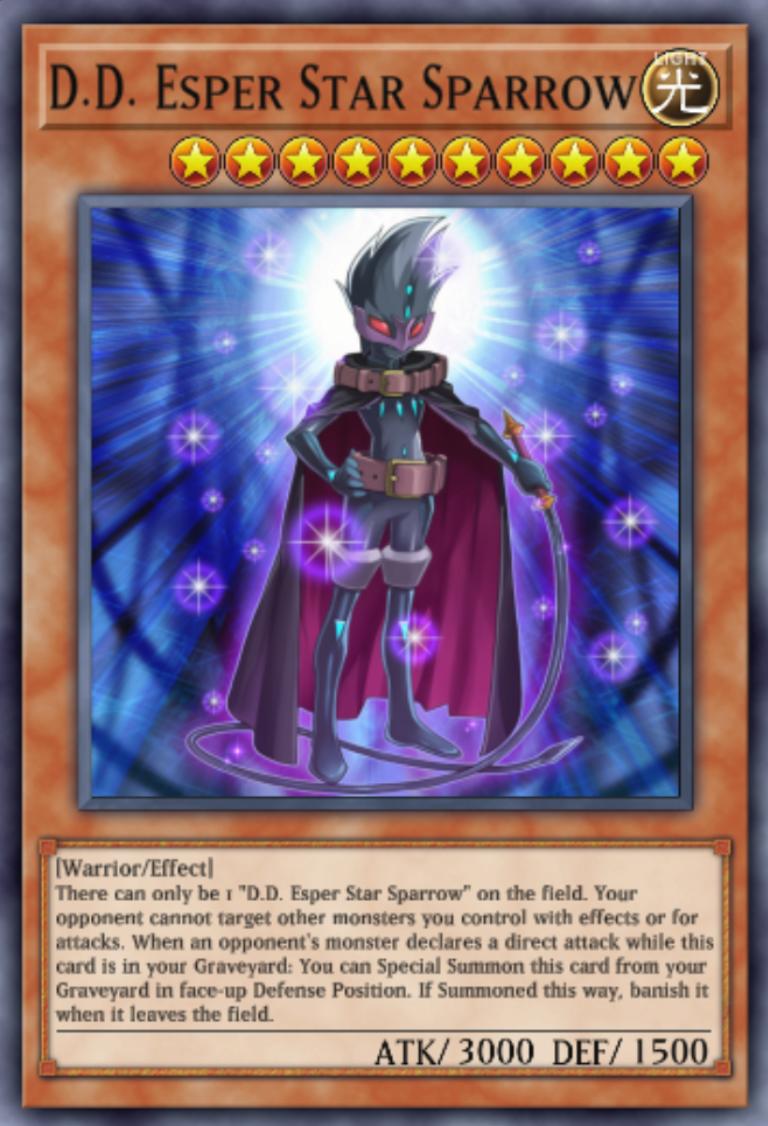 D.D. Esper Star Sparrow
LIGHT
光
[Warrior/Effect]
There can only be 1 "D.D. Esper Star Sparrow" on the field. Your
opponent cannot target other monsters you control with effects or for
attacks. When an opponent's monster declares a direct attack while this
card is in your Graveyard: You can Special Summon this card from your
Graveyard in face-up Defense Position. If Summoned this way, banish it
when it leaves the field.
ATK/ 3000 DEF/ 1500